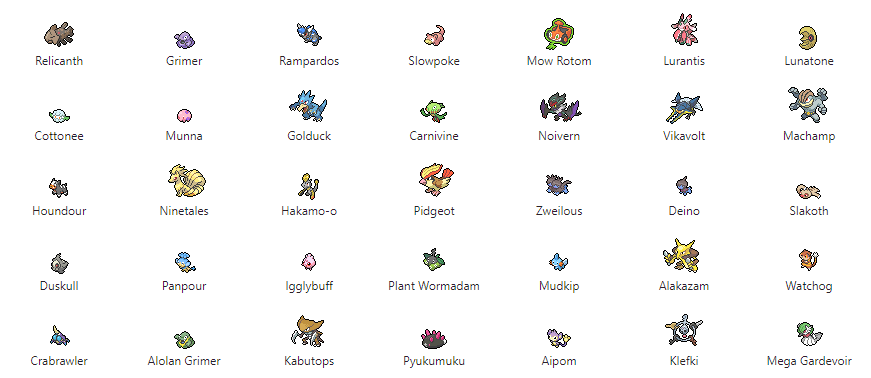 Relicanth Grimer Rampardos Slowpoke Mow Rotom Lurantis Lunatone
Cottonee Munna Golduck Carnivine Noivern Vikavolt Machamp
Houndour Ninetales Hakamo-o Pidgeot Zweilous Deino Slakoth
Duskull Panpour Igglybuff Plant Wormadam Mudkip Alakazam Watchog
Crabrawler Alolan Grimer Kabutops Pyukumuku Aipom Klefki Mega Gardevoir